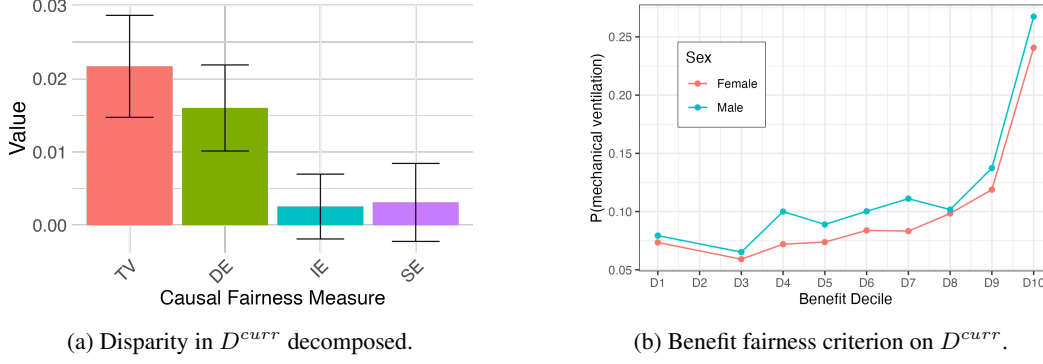 0.03
0.02
0.01
0.00
Value
TV
DE
IE
SE
Causal Fairness Measure
(a) Disparity in D^curr decomposed.
0.25
0.20
0.15
0.10
0.05
P(mechanical ventilation)
Sex
Female
Male
D1 D2 D3 D4 D5 D6 D7 D8 D9 D10
Benefit Decile
(b) Benefit fairness criterion on D^curr.